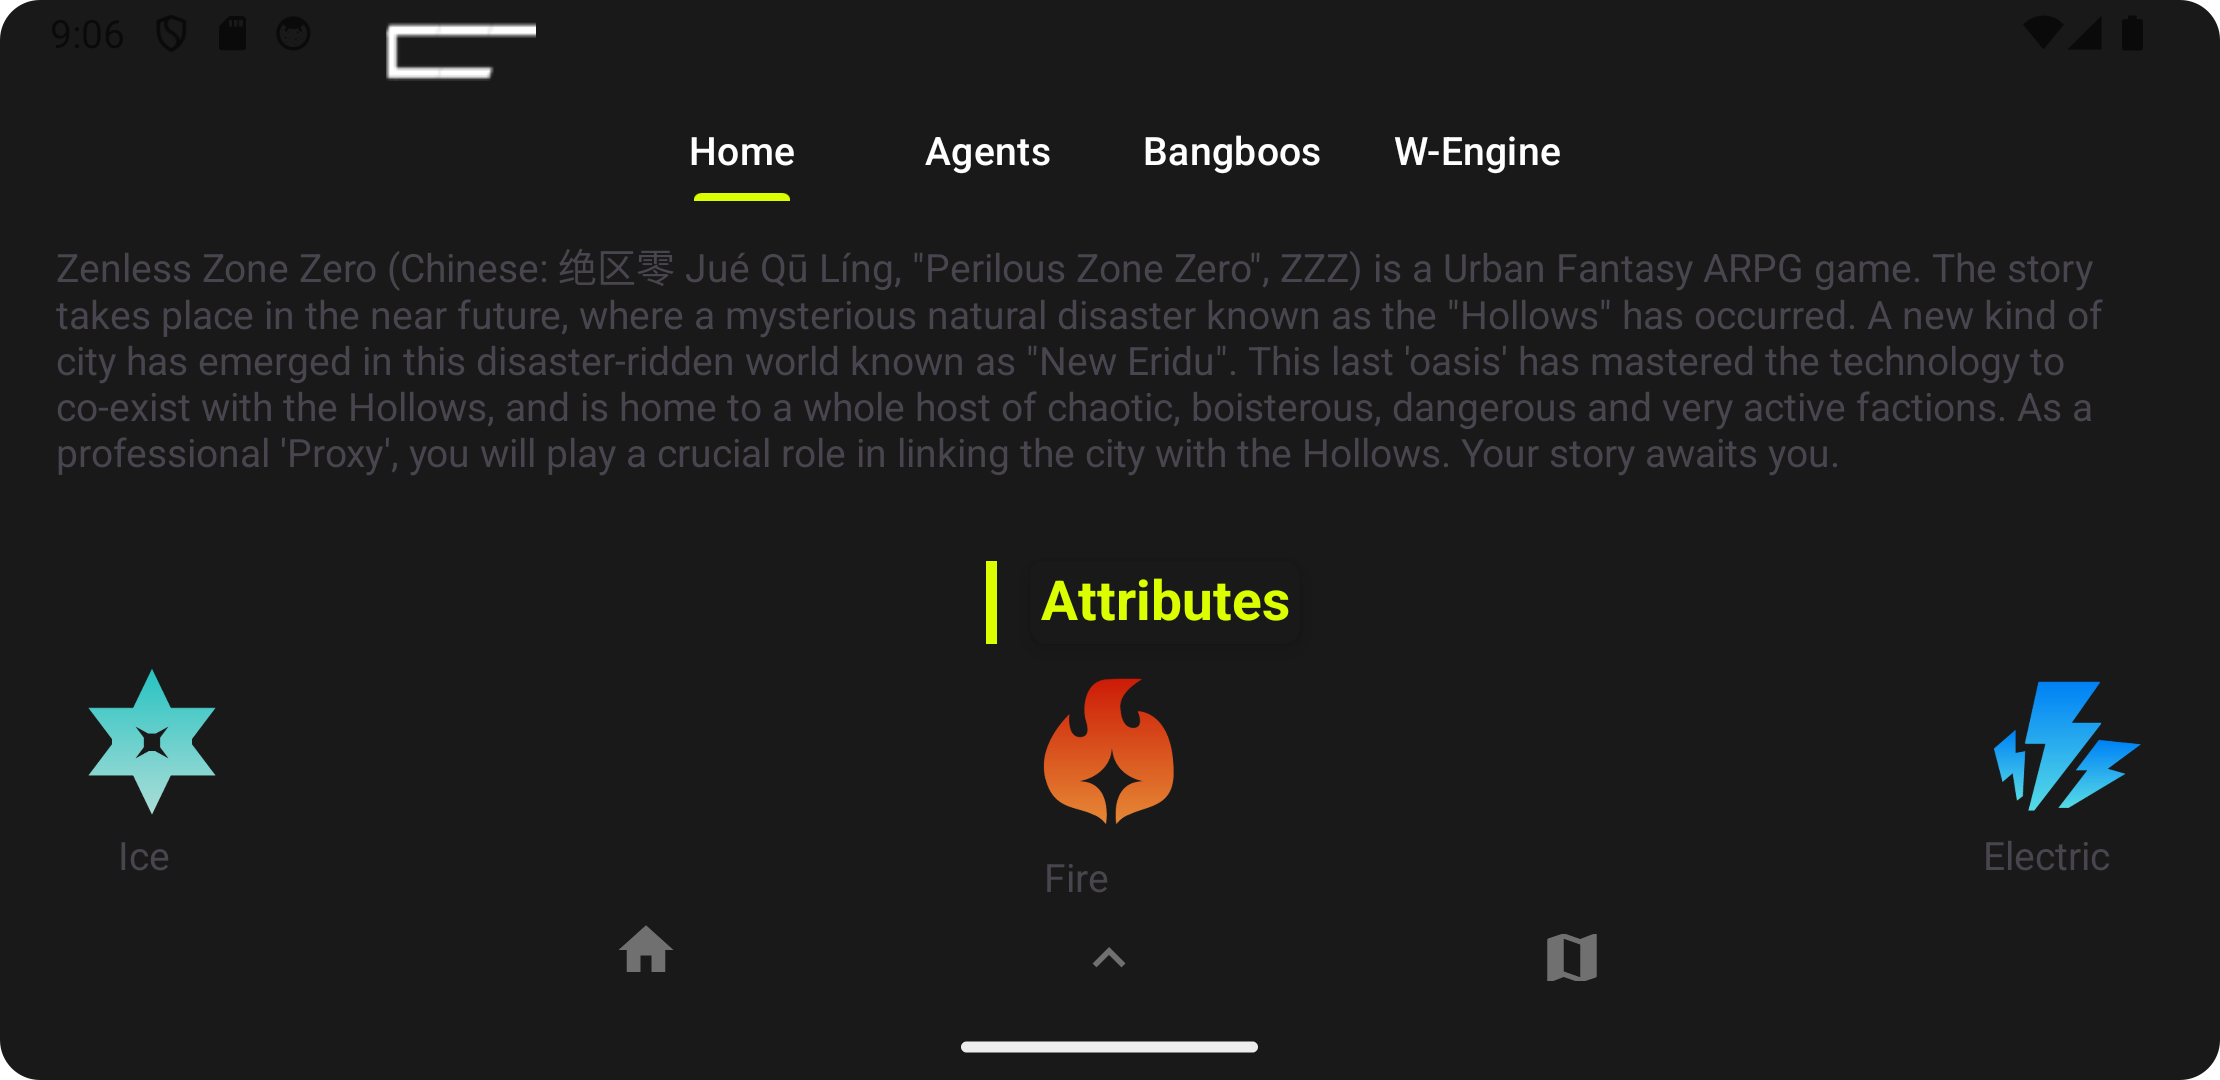 9:06
Home Agents Bangboos W-Engine
Zenless Zone Zero (Chinese: 绝区零 Jué Qū Líng, "Perilous Zone Zero", ZZZ) is a Urban Fantasy ARPG game. The story
takes place in the near future, where a mysterious natural disaster known as the "Hollows" has occurred. A new kind of
city has emerged in this disaster-ridden world known as "New Eridu". This last 'oasis' has mastered the technology to
co-exist with the Hollows, and is home to a whole host of chaotic, boisterous, dangerous and very active factions. As a
professional 'Proxy', you will play a crucial role in linking the city with the Hollows. Your story awaits you.
Attributes
Ice Fire Electric